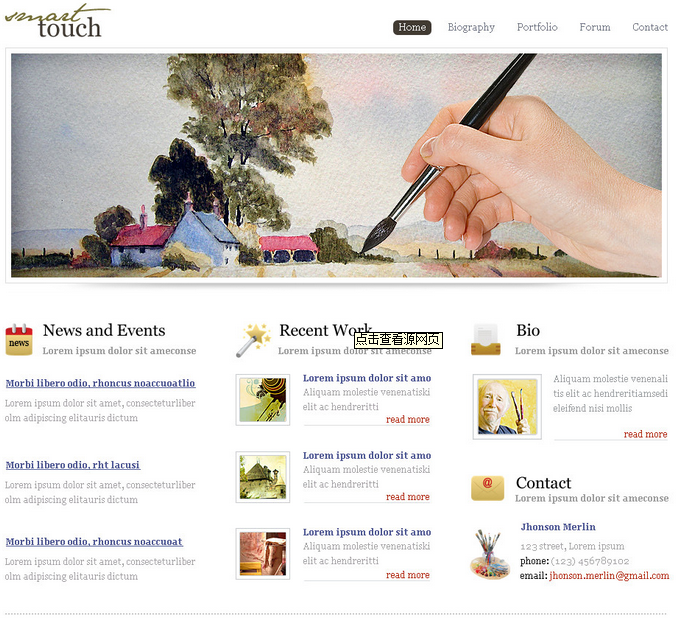 smart
touch
Home Biography Portfolio Forum Contact
news
News and Events
Lorem ipsum dolor sit ameconse
Morbi libero odio, rhoncus noaccuoatlio
Lorem ipsum dolor sit amet, consecteturliber
olm adipiscing elitauris dictum
Morbi libero odio, rht lacusi
Lorem ipsum dolor sit amet, consecteturliber
olm adipiscing elitauris dictum
Morbi libero odio, rhoncus noaccuoat
Lorem ipsum dolor sit amet, consecteturliber
olm adipiscing elitauris dictum
Recent Work
点击查看源网页
Lorem ipsum dolor sit ameconse
Lorem ipsum dolor sit amo
Aliquam molestie venenatiski
elit ac hendreritti
read more
Lorem ipsum dolor sit amo
Aliquam molestie venenatiski
elit ac hendreritti
read more
Lorem ipsum dolor sit amo
Aliquam molestie venenatiski
elit ac hendreritti
read more
Bio
Lorem ipsum dolor sit ameconse
Aliquam molestie venenali
tis elit ac hendreritiamsedi
eleifend nisi mollis
read more
@
Contact
Lorem ipsum dolor sit ameconse
Jhonson Merlin
123 street, Lorem ipsum
phone: (123) 456789102
email: jhonson.merlin@gmail.com